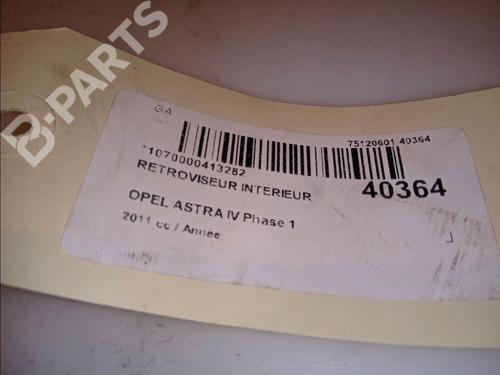 B-PARTS
GA
75120601 40364
*1070000413282
RETROVISEUR INTERIEUR
40364
OPEL ASTRA IV Phase 1
2011 cc / Annee